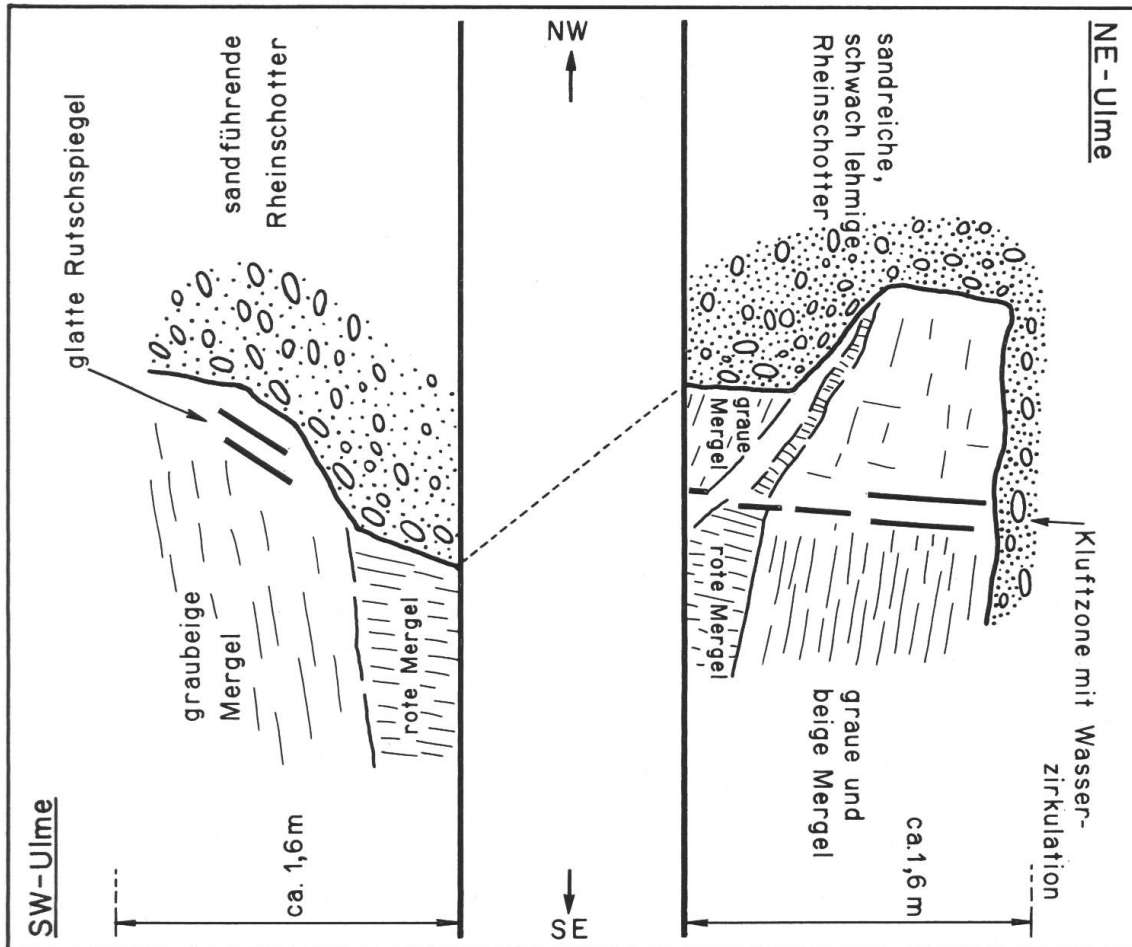 NW
SE
NE-Ulme
sandreiche,
schwach lehmige
Rheinschotter
graue
Mergel
rote Mergel
graue und
beige Mergel
Kluftzone mit Wasser-
zirkulation
ca.1,6 m
SW-Ulme
sandführende
Rheinschotter
glatte Rutschspiegel
graubeige
Mergel
rote Mergel
ca. 1,6 m